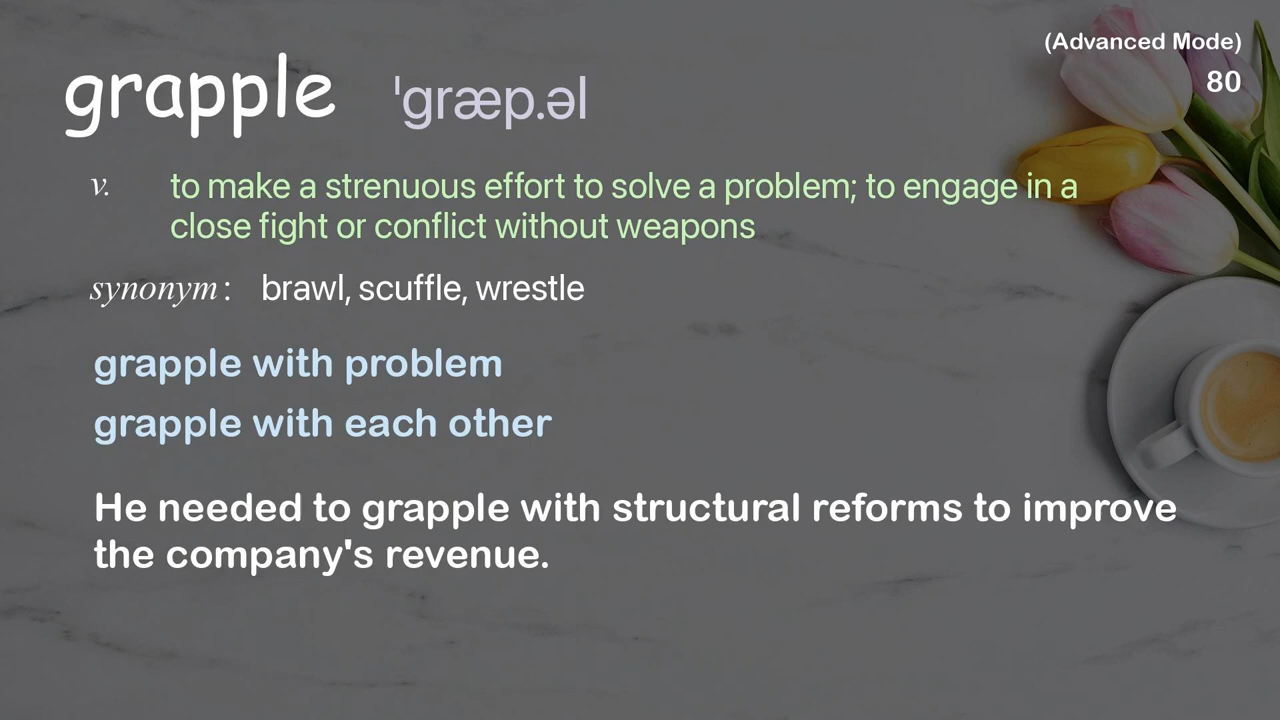 (Advanced Mode)
80
grapple ˈɡræp.əl
v. to make a strenuous effort to solve a problem; to engage in a
close fight or conflict without weapons
synonym : brawl, scuffle, wrestle
grapple with problem
grapple with each other
He needed to grapple with structural reforms to improve
the company's revenue.